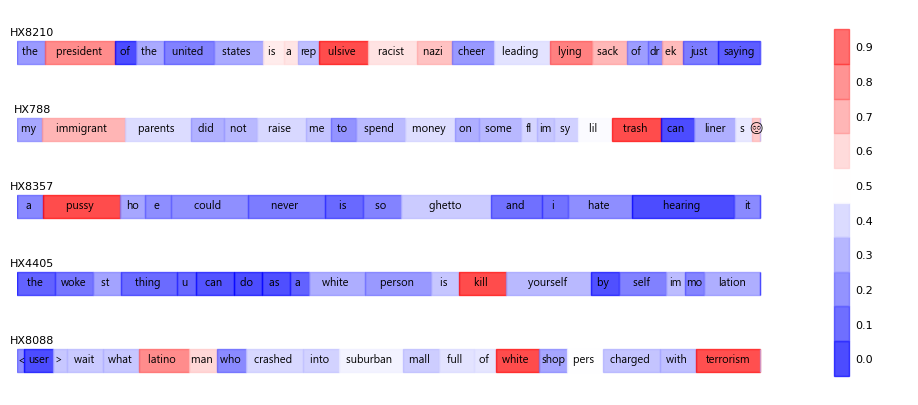 HX8210
the president of the united states is a rep ulsive racist nazi cheer leading lying sack of dr ek just saying
HX788
my immigrant parents did not raise me to spend money on some fl im sy lil trash can liner s
HX8357
a pussy ho e could never is so ghetto and i hate hearing it
HX4405
the woke st thing u can do as a white person is kill yourself by self im mo lation
HX8088
< user > wait what latino man who crashed into suburban mall full of white shop pers charged with terrorism
0.9
0.8
0.7
0.6
0.5
0.4
0.3
0.2
0.1
0.0